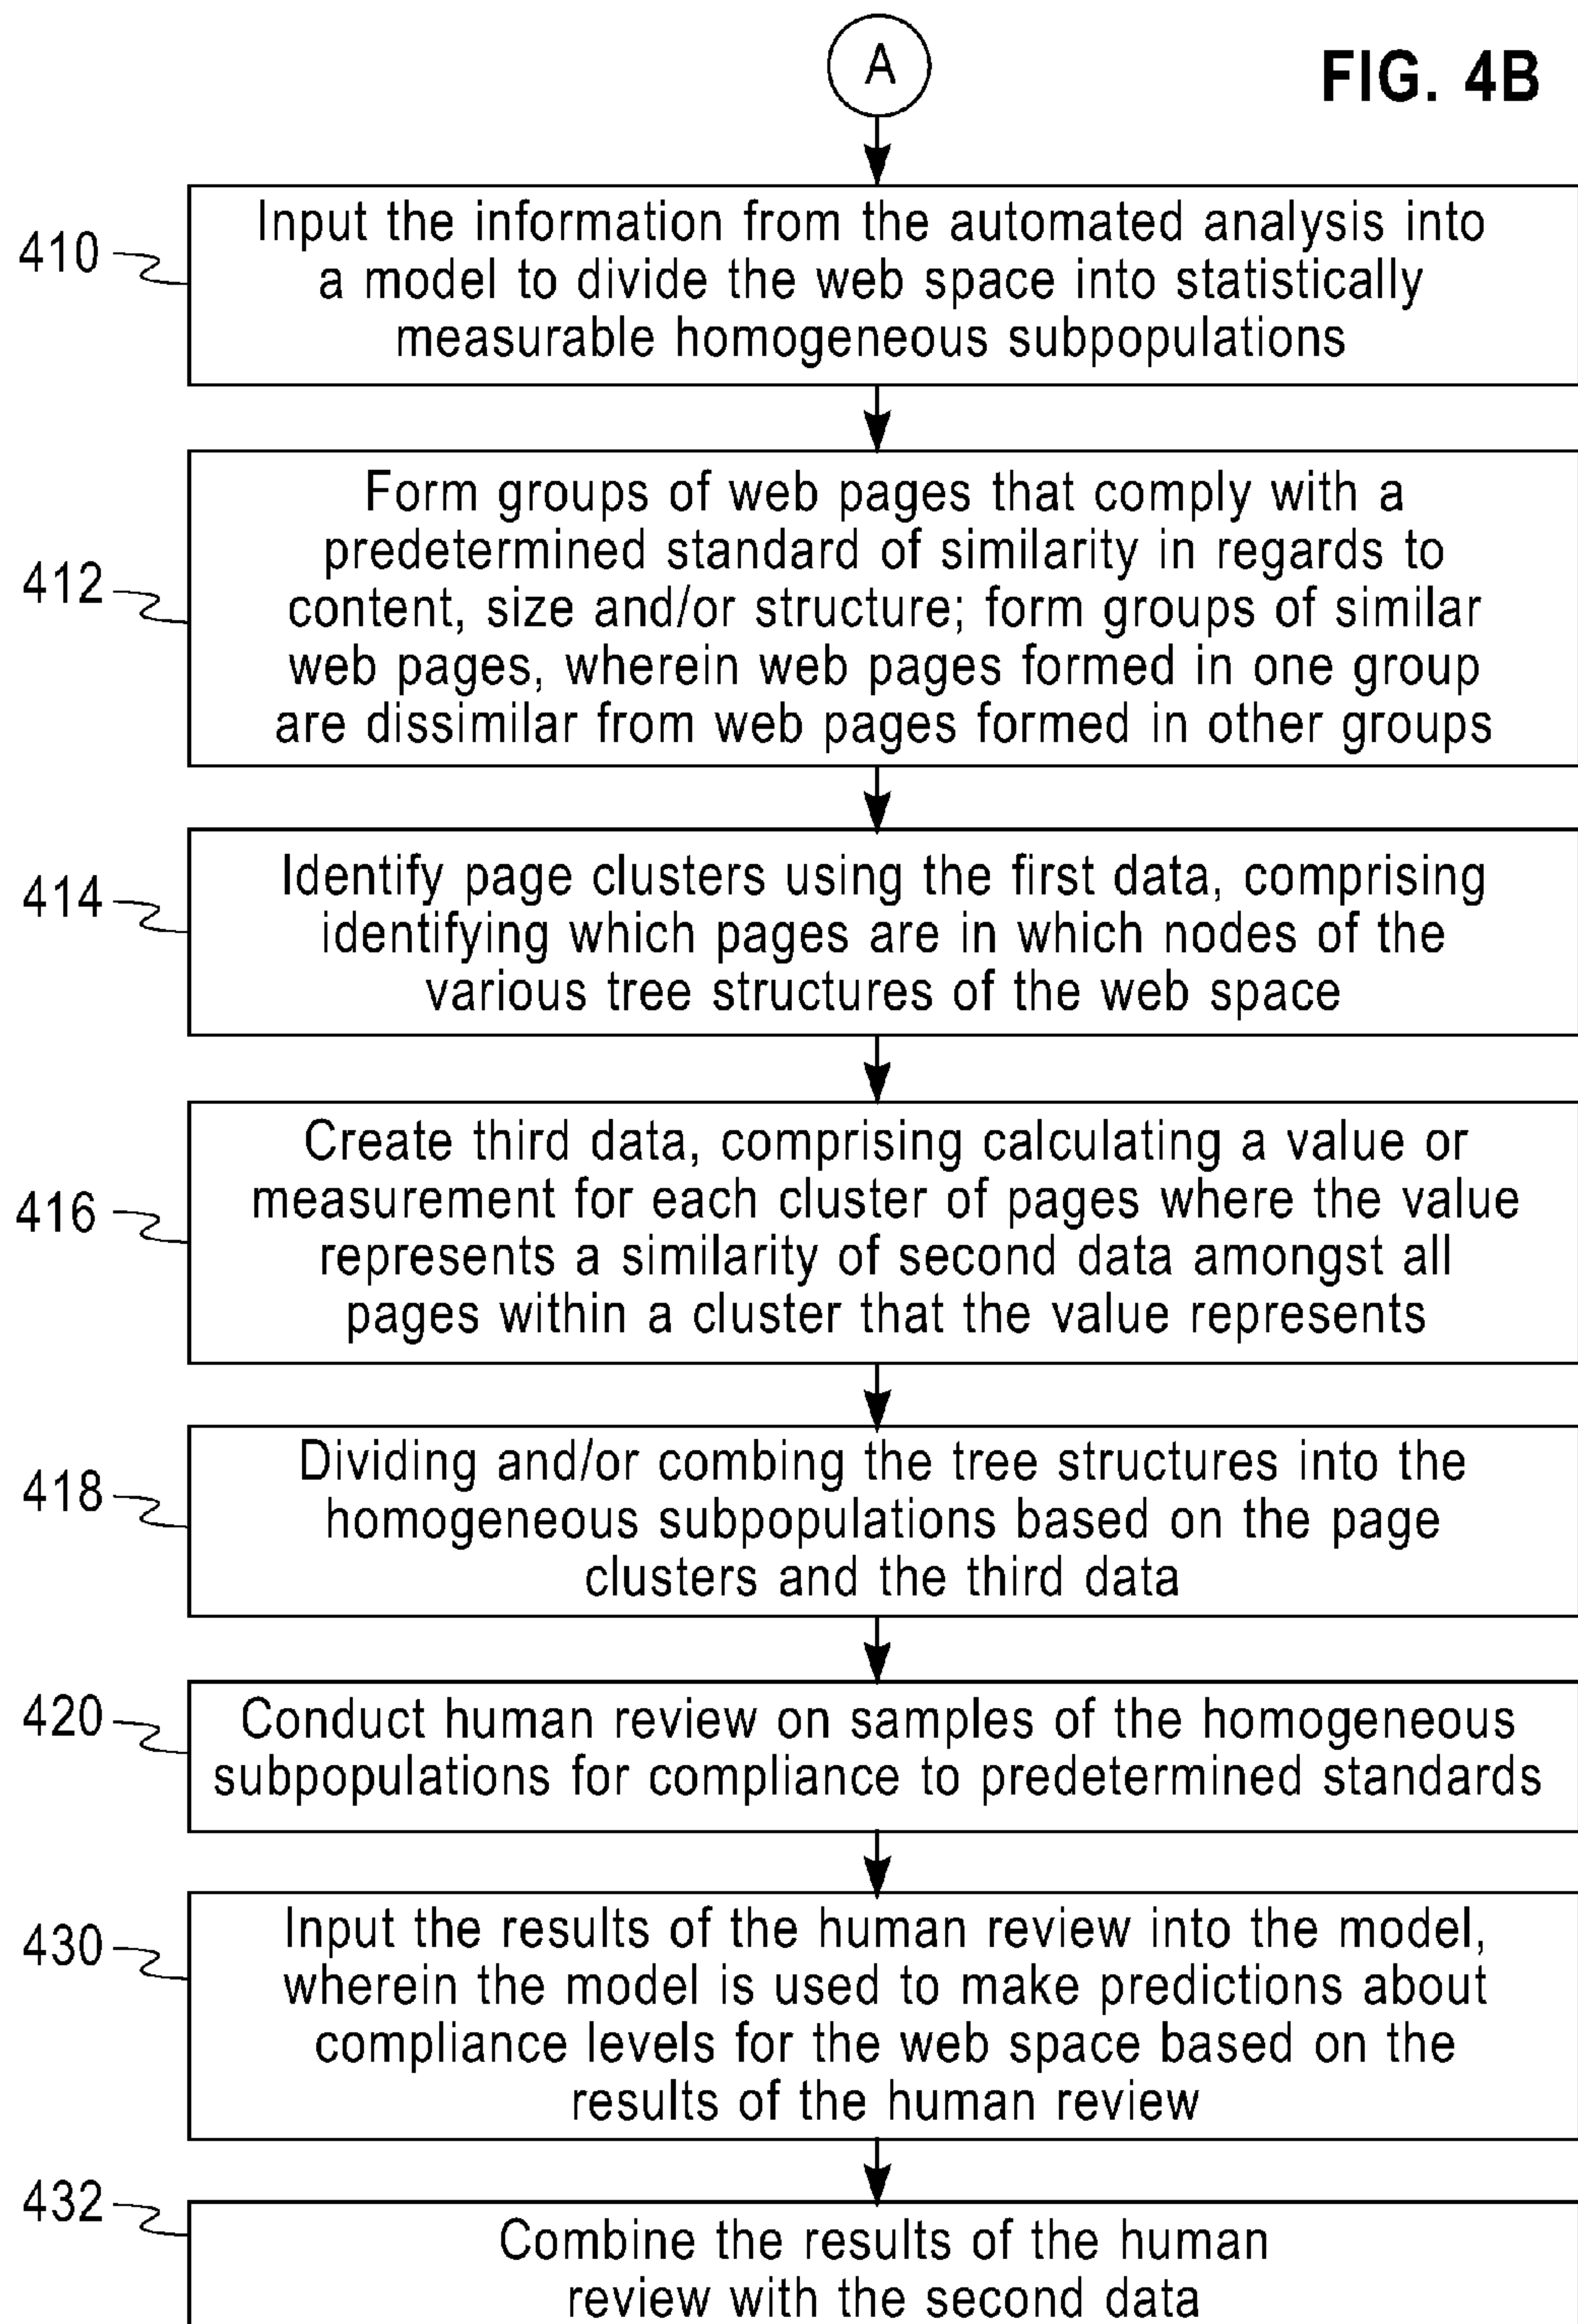 A
FIG. 4B
410
Input the information from the automated analysis into
a model to divide the web space into statistically
measurable homogeneous subpopulations
412
Form groups of web pages that comply with a
predetermined standard of similarity in regards to
content, size and/or structure; form groups of similar
web pages, wherein web pages formed in one group
are dissimilar from web pages formed in other groups
414
Identify page clusters using the first data, comprising
identifying which pages are in which nodes of the
various tree structures of the web space
416
Create third data, comprising calculating a value or
measurement for each cluster of pages where the value
represents a similarity of second data amongst all
pages within a cluster that the value represents
418
Dividing and/or combing the tree structures into the
homogeneous subpopulations based on the page
clusters and the third data
420
Conduct human review on samples of the homogeneous
subpopulations for compliance to predetermined standards
430
Input the results of the human review into the model,
wherein the model is used to make predictions about
compliance levels for the web space based on the
results of the human review
432
Combine the results of the human
review with the second data